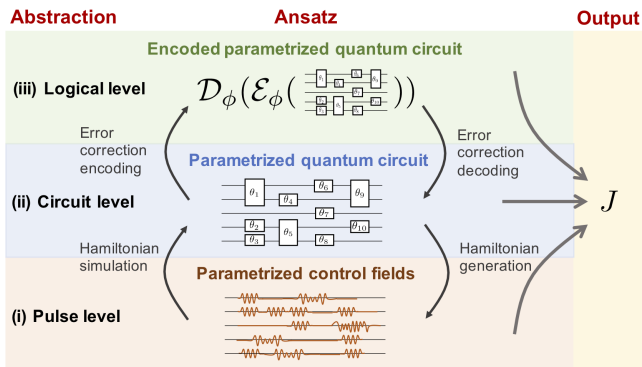 Abstraction
Ansatz
Output
Encoded parametrized quantum circuit
(iii) Logical level
𝒟_ϕ(ℰ_ϕ( ))
Error
correction
encoding
Error
correction
decoding
Parametrized quantum circuit
(ii) Circuit level
θ₁
θ₂
θ₃
θ₄
θ₅
θ₆
θ₇
θ₈
θ₉
θ₁₀
J
Hamiltonian
simulation
Hamiltonian
generation
Parametrized control fields
(i) Pulse level